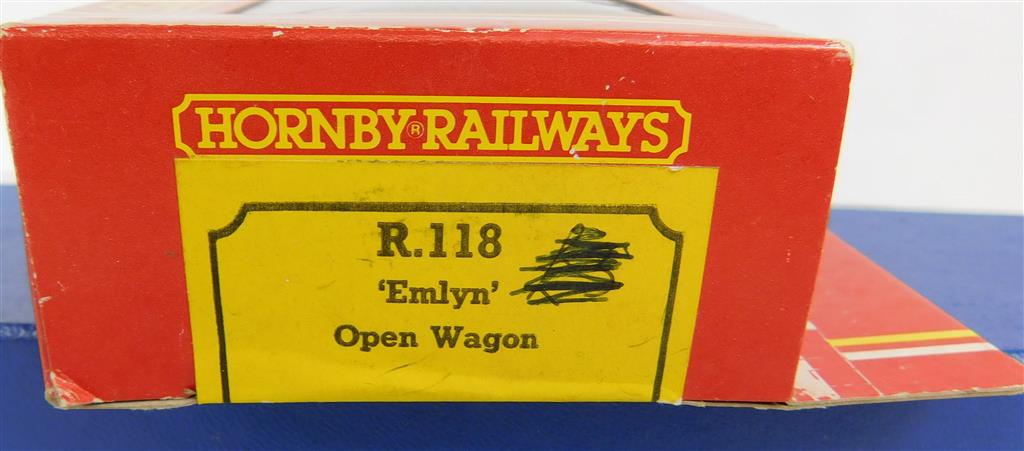 HORNBY® RAILWAYS
R.118
‘Emlyn’
Open Wagon